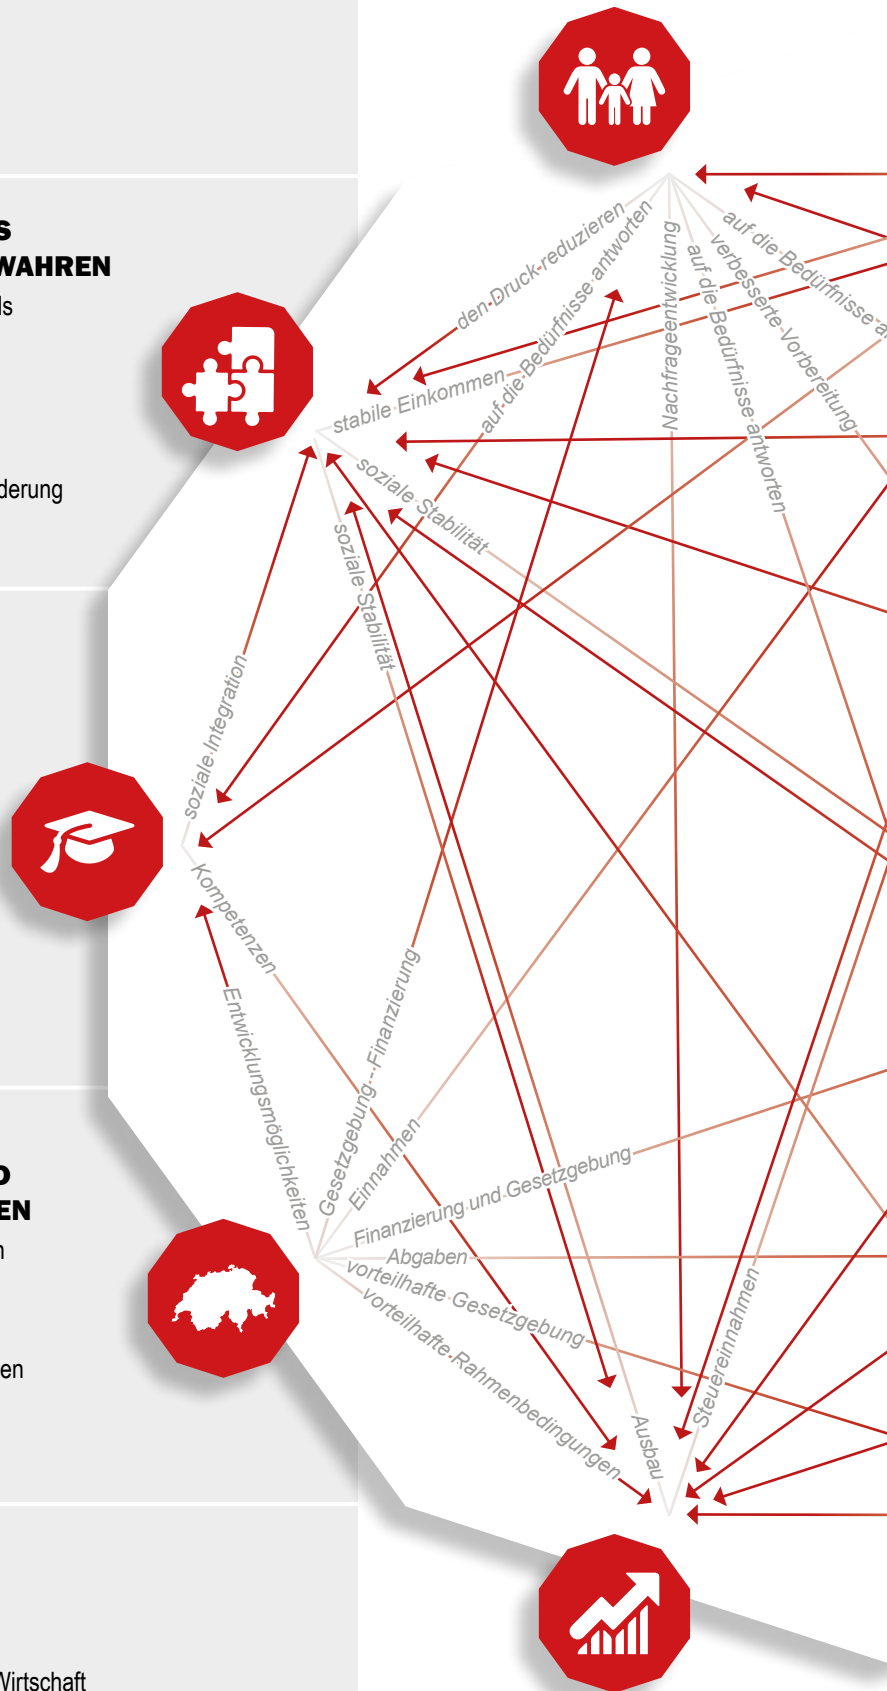 S
WAHREN
ls
derung
D
EN
n
en
Wirtschaft
den Druck reduzieren
auf die Bedürfnisse antworten
Nachfrageentwicklung
auf die Bedürfnisse antworten
verbesserte Vorbereitung
auf die Bedürfnisse a
stabile Einkommen
soziale Stabilität
soziale Stabilität
soziale Integration
Kompetenzen
Entwicklungsmöglichkeiten
Gesetzgebung - Finanzierung
Einnahmen
Finanzierung und Gesetzgebung
Abgaben
vorteilhafte Gesetzgebung
vorteilhafte Rahmenbedingungen
Ausbau
Steuereinnahmen